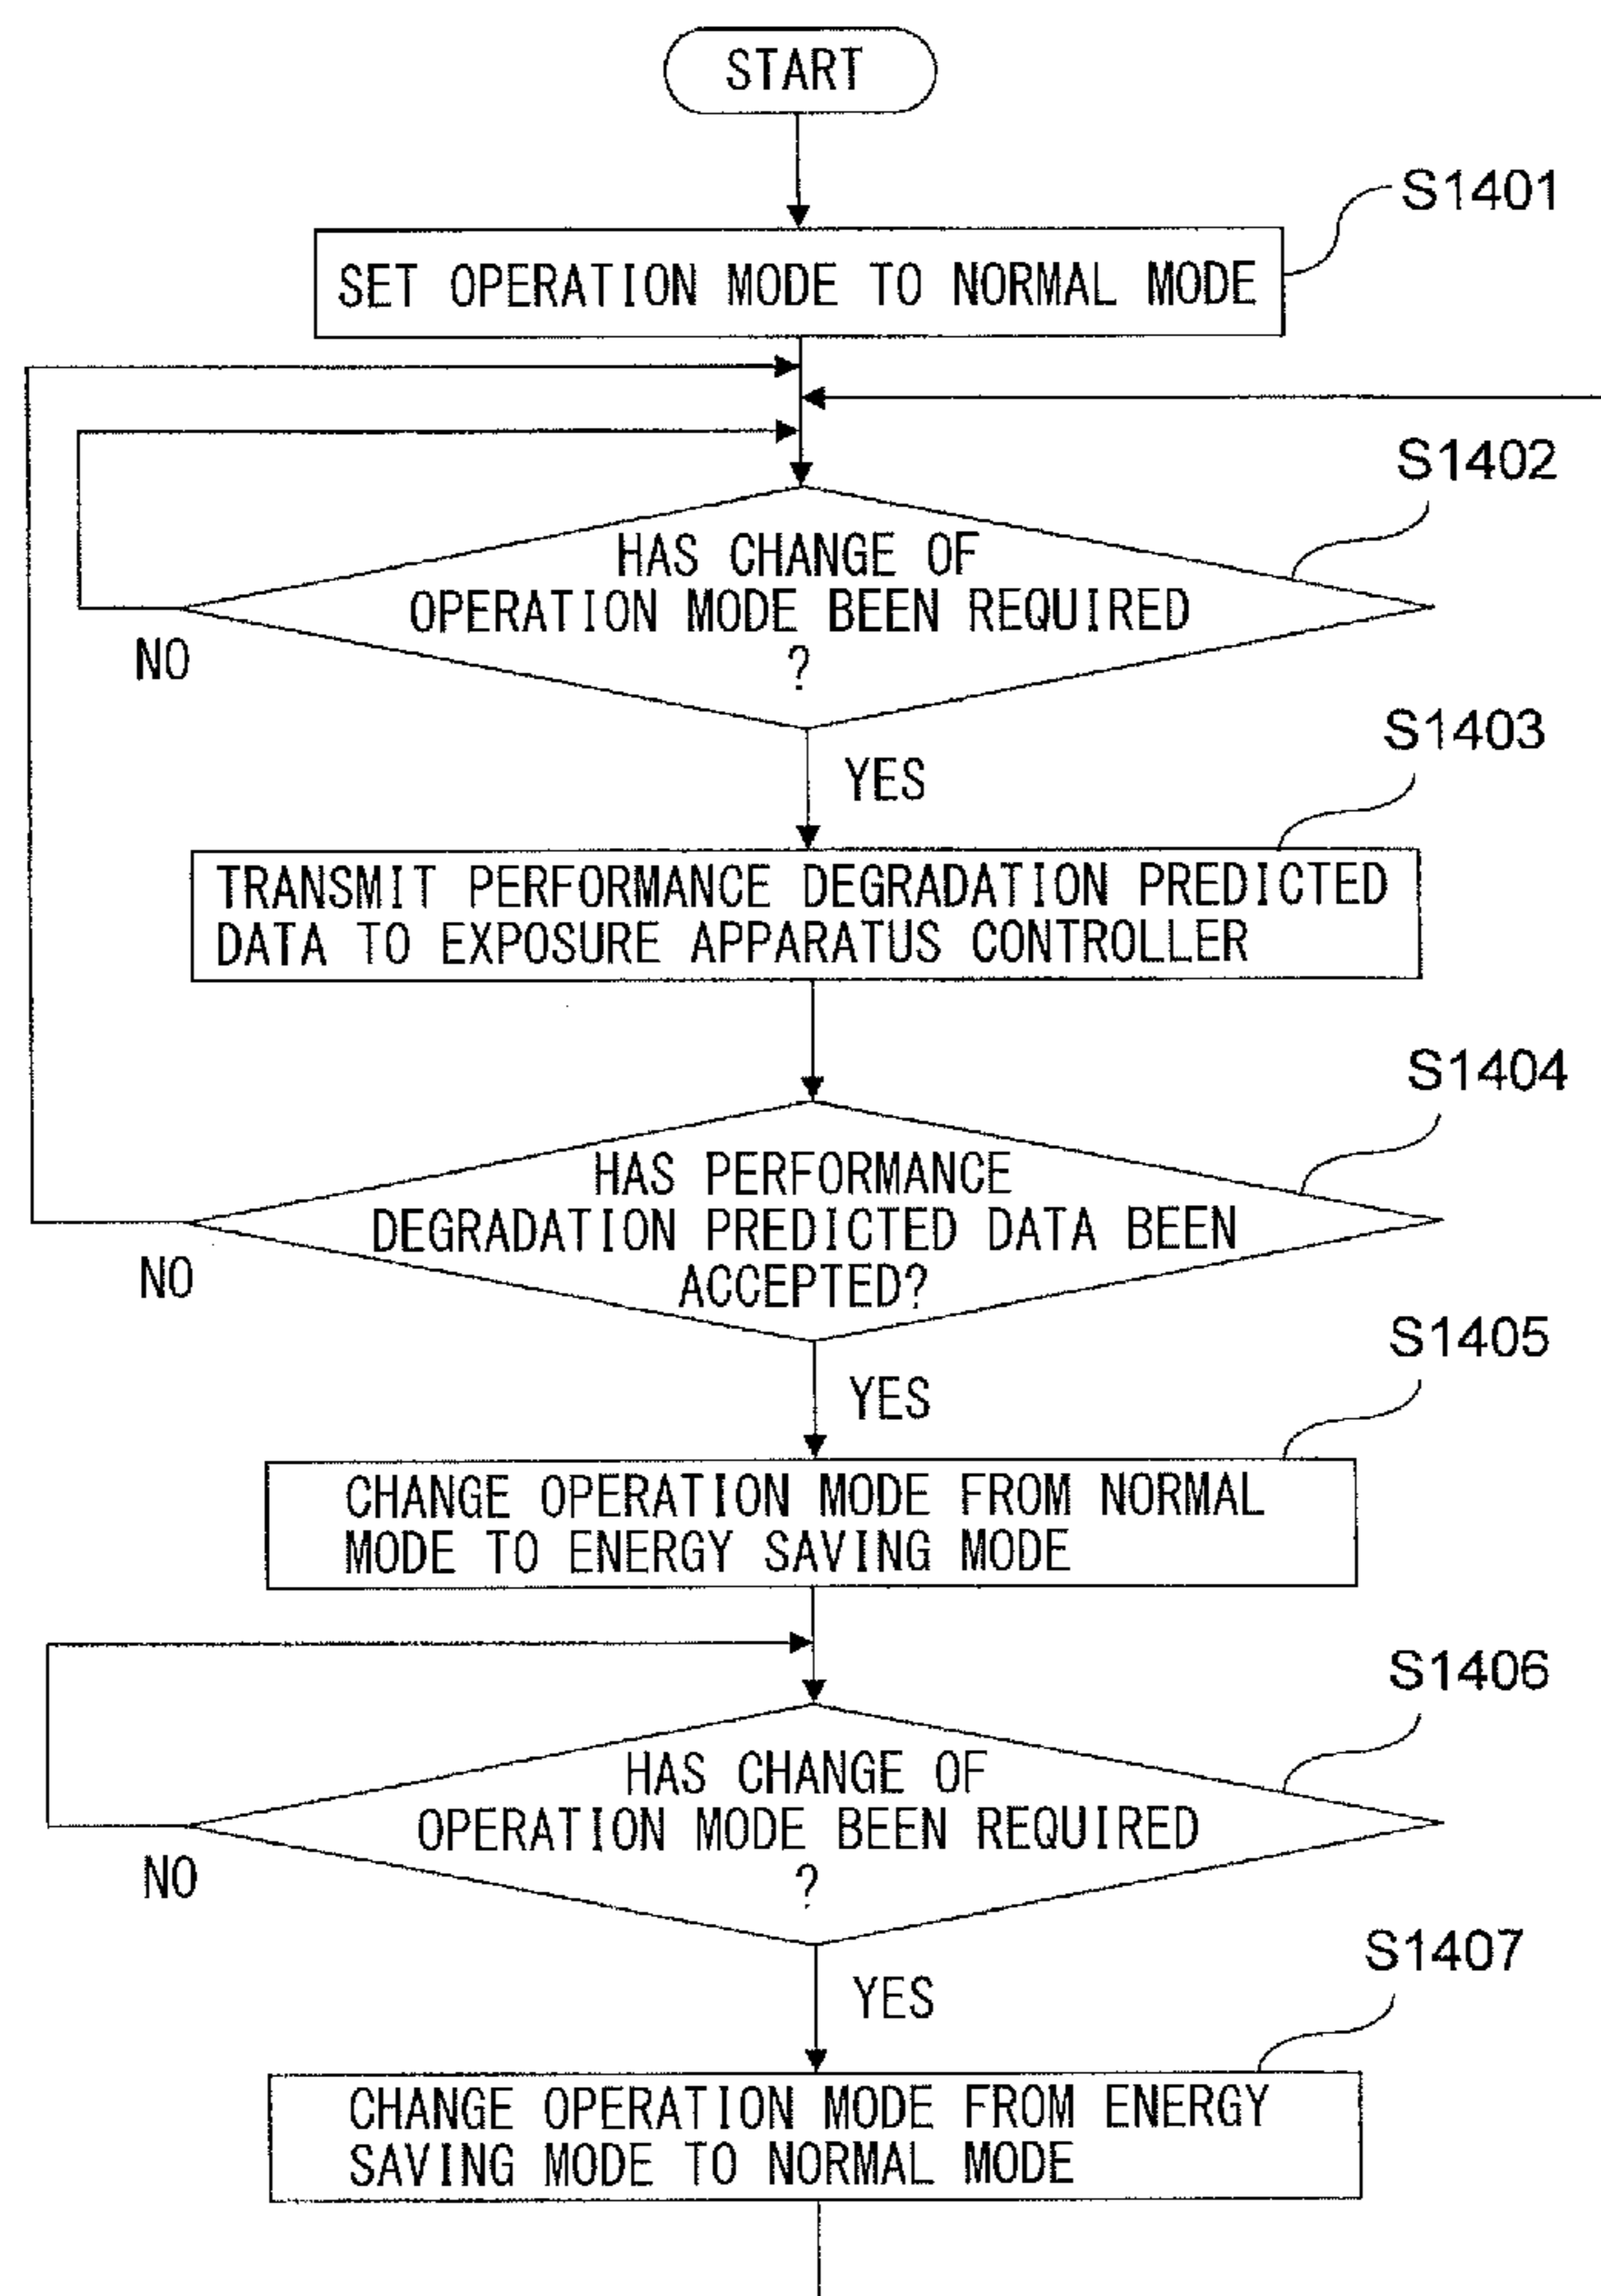 START
S1401
SET OPERATION MODE TO NORMAL MODE
S1402
HAS CHANGE OF
OPERATION MODE BEEN REQUIRED
?
NO
YES
S1403
TRANSMIT PERFORMANCE DEGRADATION PREDICTED
DATA TO EXPOSURE APPARATUS CONTROLLER
S1404
HAS PERFORMANCE
DEGRADATION PREDICTED DATA BEEN
ACCEPTED?
NO
YES
S1405
CHANGE OPERATION MODE FROM NORMAL
MODE TO ENERGY SAVING MODE
S1406
HAS CHANGE OF
OPERATION MODE BEEN REQUIRED
?
NO
YES
S1407
CHANGE OPERATION MODE FROM ENERGY
SAVING MODE TO NORMAL MODE